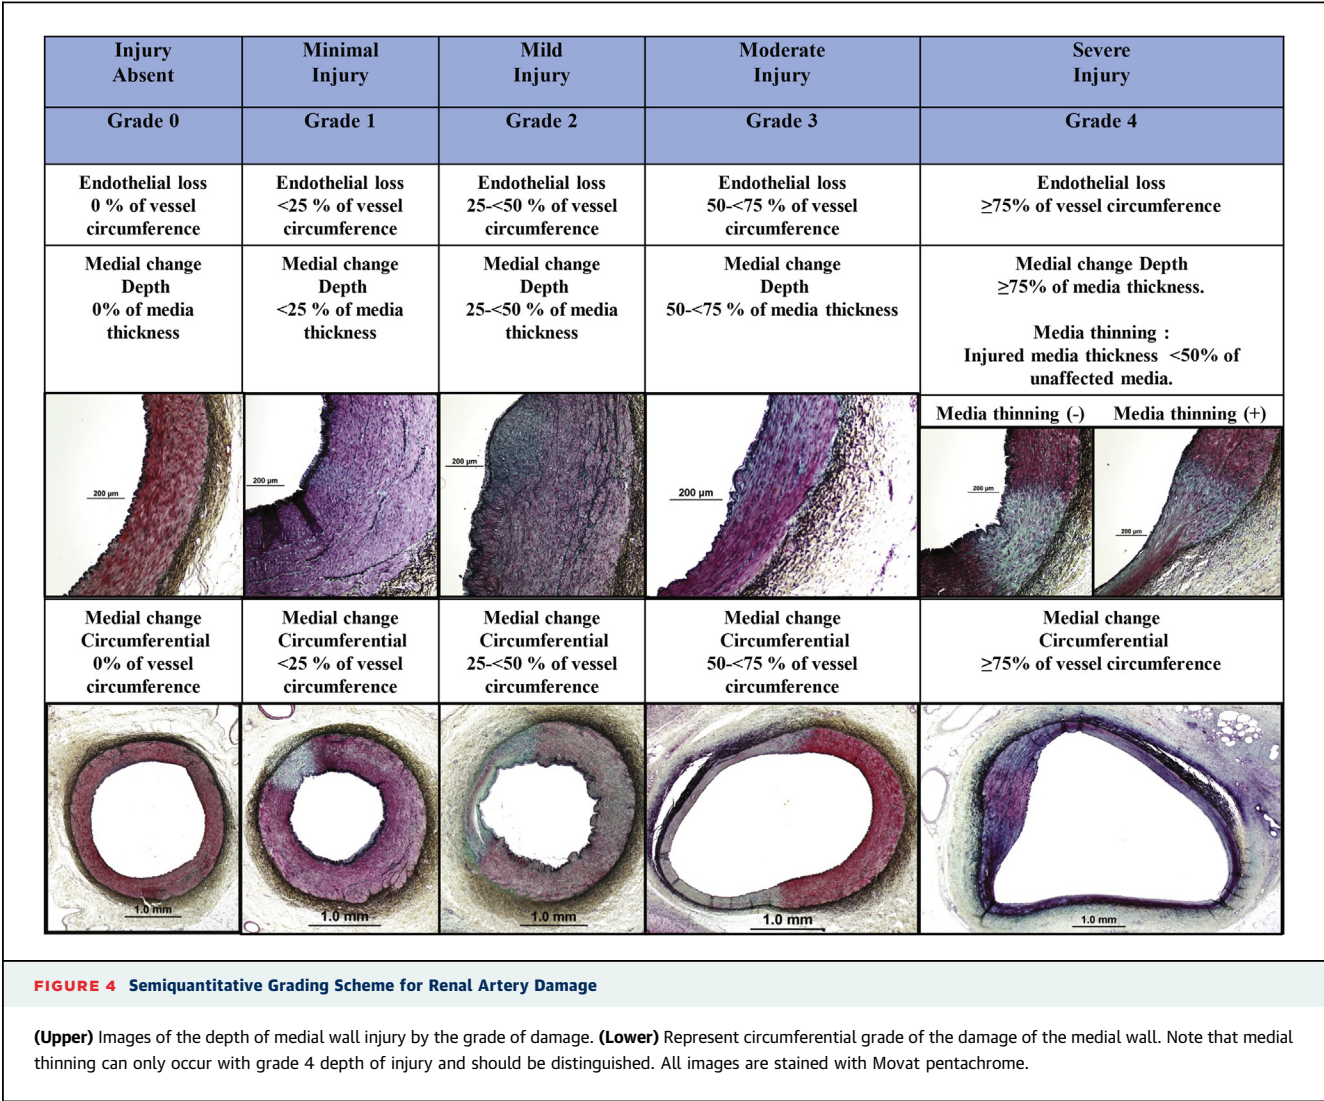 Injury
Absent
Minimal
Injury
Mild
Injury
Moderate
Injury
Severe
Injury
Grade 0
Grade 1
Grade 2
Grade 3
Grade 4
Endothelial loss
0 % of vessel
circumference
Endothelial loss
<25 % of vessel
circumference
Endothelial loss
25-<50 % of vessel
circumference
Endothelial loss
50-<75 % of vessel
circumference
Endothelial loss
≥75% of vessel circumference
Medial change
Depth
0% of media
thickness
Medial change
Depth
<25 % of media
thickness
Medial change
Depth
25-<50 % of media
thickness
Medial change
Depth
50-<75 % of media thickness
Medial change Depth
≥75% of media thickness.
Media thinning :
Injured media thickness <50% of
unaffected media.
Media thinning (-)
Media thinning (+)
200 µm
200 µm
200 µm
200 µm
200 µm
200 µm
Medial change
Circumferential
0% of vessel
circumference
Medial change
Circumferential
<25 % of vessel
circumference
Medial change
Circumferential
25-<50 % of vessel
circumference
Medial change
Circumferential
50-<75 % of vessel
circumference
Medial change
Circumferential
≥75% of vessel circumference
1.0 mm
1.0 mm
1.0 mm
1.0 mm
1.0 mm
FIGURE 4 Semiquantitative Grading Scheme for Renal Artery Damage
(Upper) Images of the depth of medial wall injury by the grade of damage. (Lower) Represent circumferential grade of the damage of the medial wall. Note that medial
thinning can only occur with grade 4 depth of injury and should be distinguished. All images are stained with Movat pentachrome.